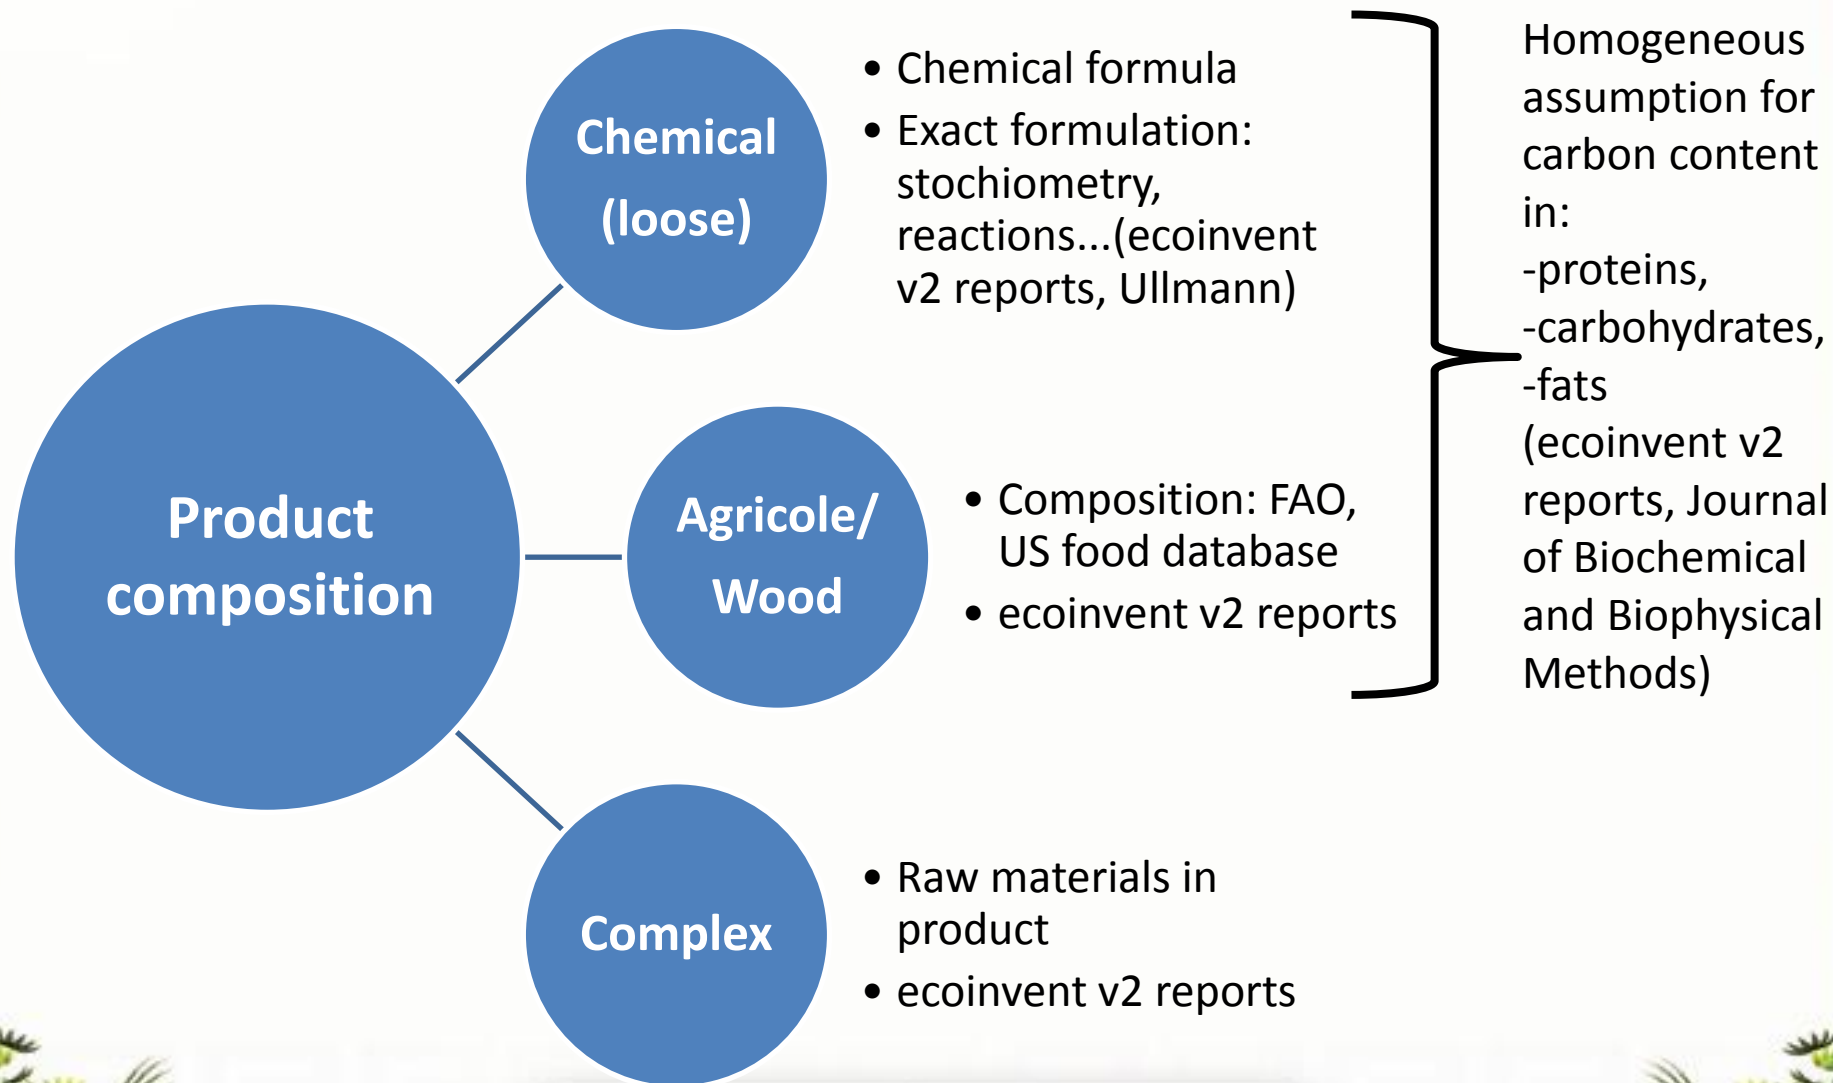 Product
composition
Chemical
(loose)
• Chemical formula
• Exact formulation:
stochiometry,
reactions...(ecoinvent
v2 reports, Ullmann)
Agricole/
Wood
• Composition: FAO,
US food database
• ecoinvent v2 reports
Complex
• Raw materials in
product
• ecoinvent v2 reports
Homogeneous
assumption for
carbon content
in:
-proteins,
-carbohydrates,
-fats
(ecoinvent v2
reports, Journal
of Biochemical
and Biophysical
Methods)